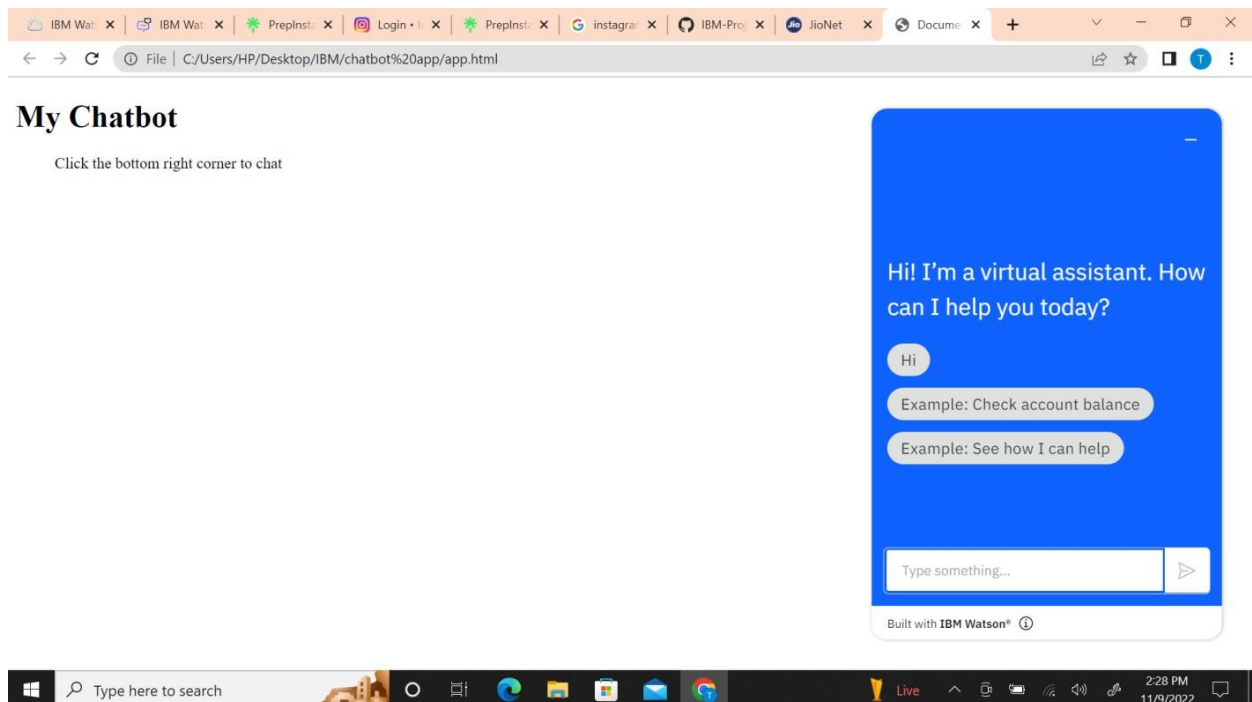 IBM Wat
IBM Wat
PrepInsta
Login • I
PrepInsta
instagrar
IBM-Proj
JioNet
Docume
File | C:/Users/HP/Desktop/IBM/chatbot%20app/app.html
T
My Chatbot
Click the bottom right corner to chat
Hi! I’m a virtual assistant. How
can I help you today?
Hi
Example: Check account balance
Example: See how I can help
Type something...
Built with IBM Watson®
Type here to search
Live
2:28 PM
11/9/2022